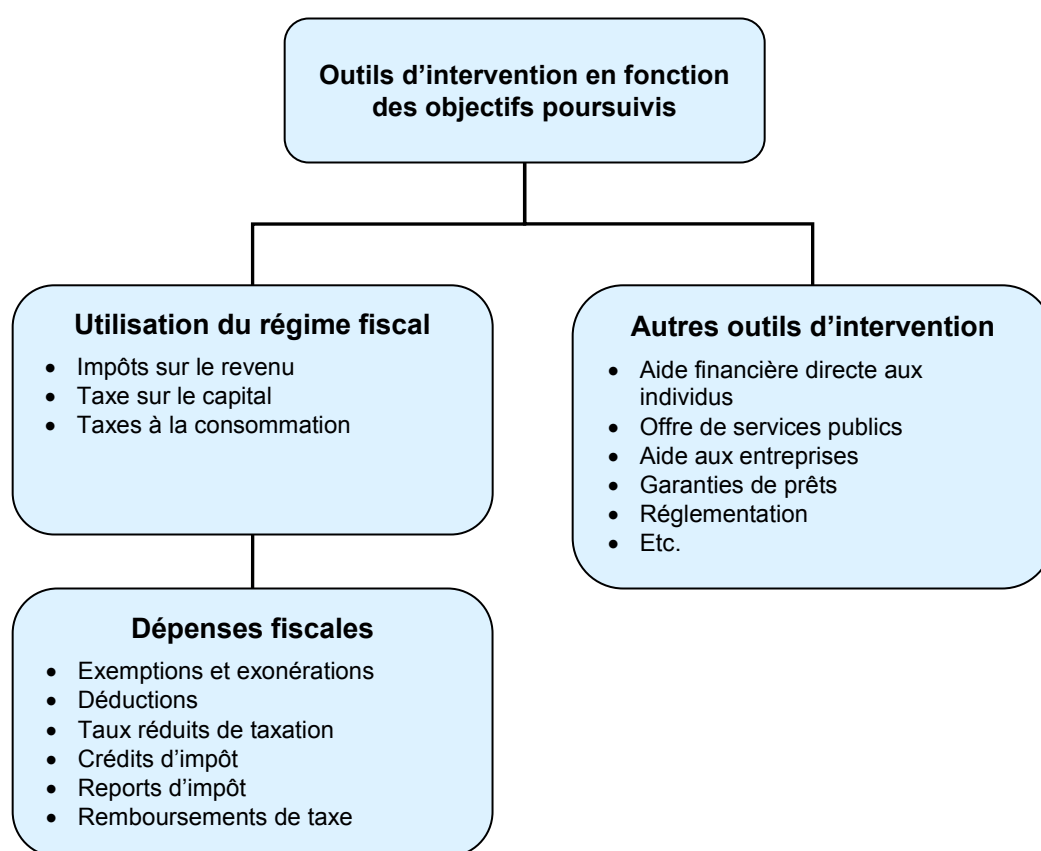 Outils d’intervention en fonction
des objectifs poursuivis
Utilisation du régime fiscal
• Impôts sur le revenu
• Taxe sur le capital
• Taxes à la consommation
Autres outils d’intervention
• Aide financière directe aux
individus
• Offre de services publics
• Aide aux entreprises
• Garanties de prêts
• Réglementation
• Etc.
Dépenses fiscales
• Exemptions et exonérations
• Déductions
• Taux réduits de taxation
• Crédits d’impôt
• Reports d’impôt
• Remboursements de taxe